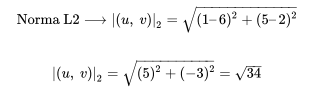 Norma L2 ⟶ |(u, v)|₂ = √((1–6)² + (5–2)²)
|(u, v)|₂ = √((5)² + (–3)²) = √34